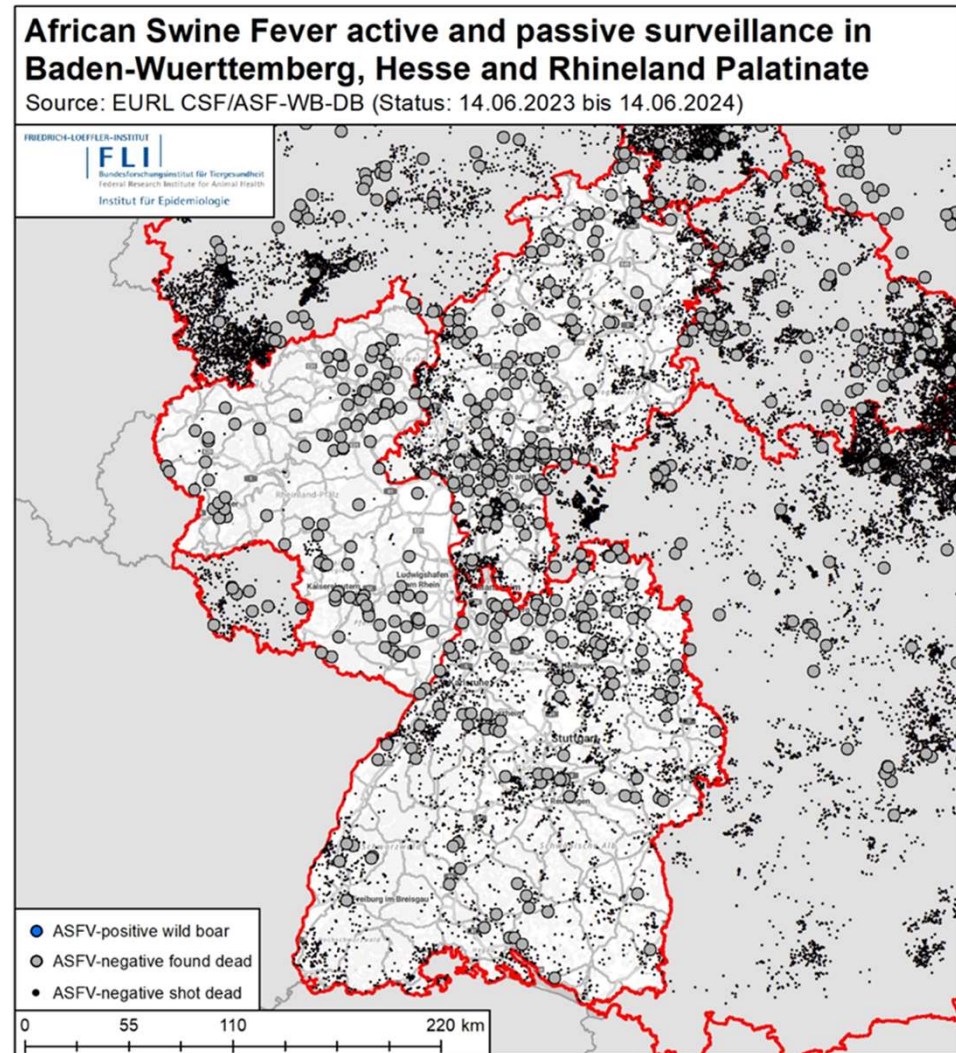 African Swine Fever active and passive surveillance in
Baden-Wuerttemberg, Hesse and Rhineland Palatinate
Source: EURL CSF/ASF-WB-DB (Status: 14.06.2023 bis 14.06.2024)
FRIEDRICH-LOEFFLER-INSTITUT
FLI
Bundesforschungsinstitut für Tiergesundheit
Federal Research Institute for Animal Health
Institut für Epidemiologie
Rheinland-Pfalz
Ludwigshafen
am Rhein
Kaiserslautern
Stuttgart
Freiburg im Breisgau
ASFV-positive wild boar
ASFV-negative found dead
ASFV-negative shot dead
0 55 110 220 km